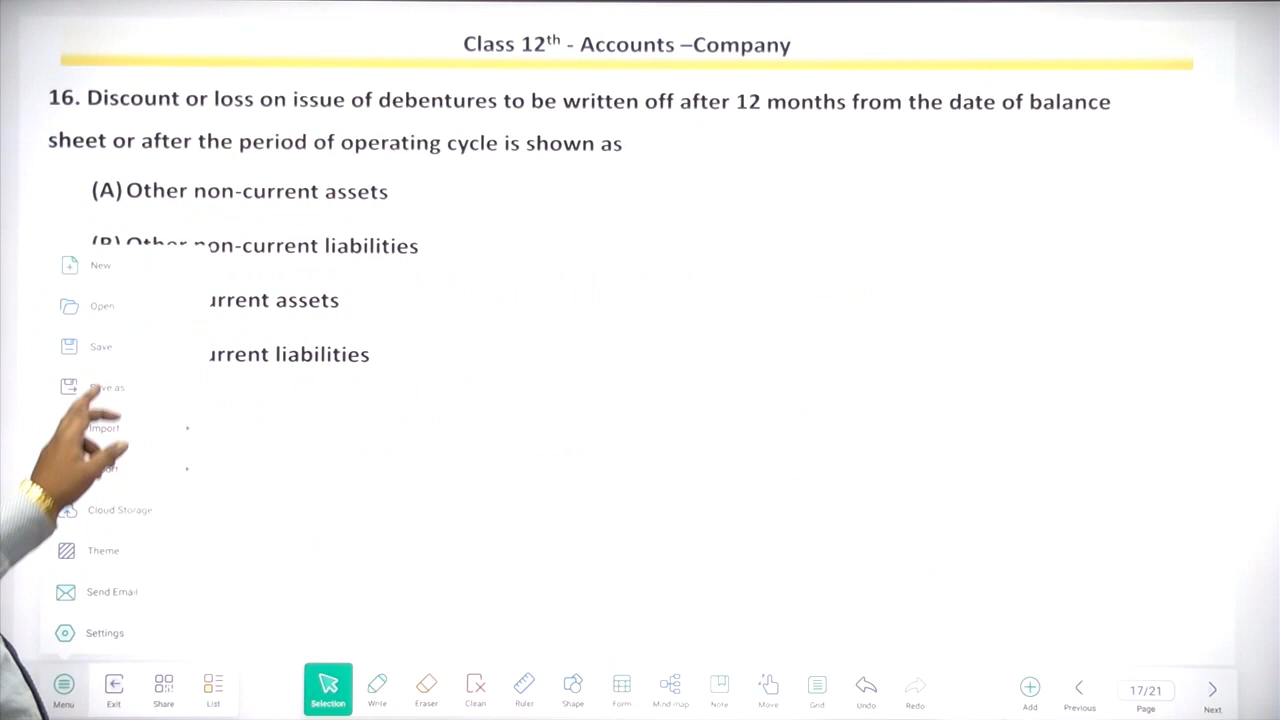 Class 12th - Accounts –Company
16. Discount or loss on issue of debentures to be written off after 12 months from the date of balance
sheet or after the period of operating cycle is shown as
(A) Other non-current assets
(B) Other non-current liabilities
New
urrent assets
Open
Save
urrent liabilities
Save as
Import
Cloud Storage
Theme
Send Email
Settings
Menu
Exit
Share
List
Selection
Write
Eraser
Clean
Ruler
Shape
Form
Mind map
Note
Move
Grid
Undo
Redo
Add
Previous
17/21
Page
Next